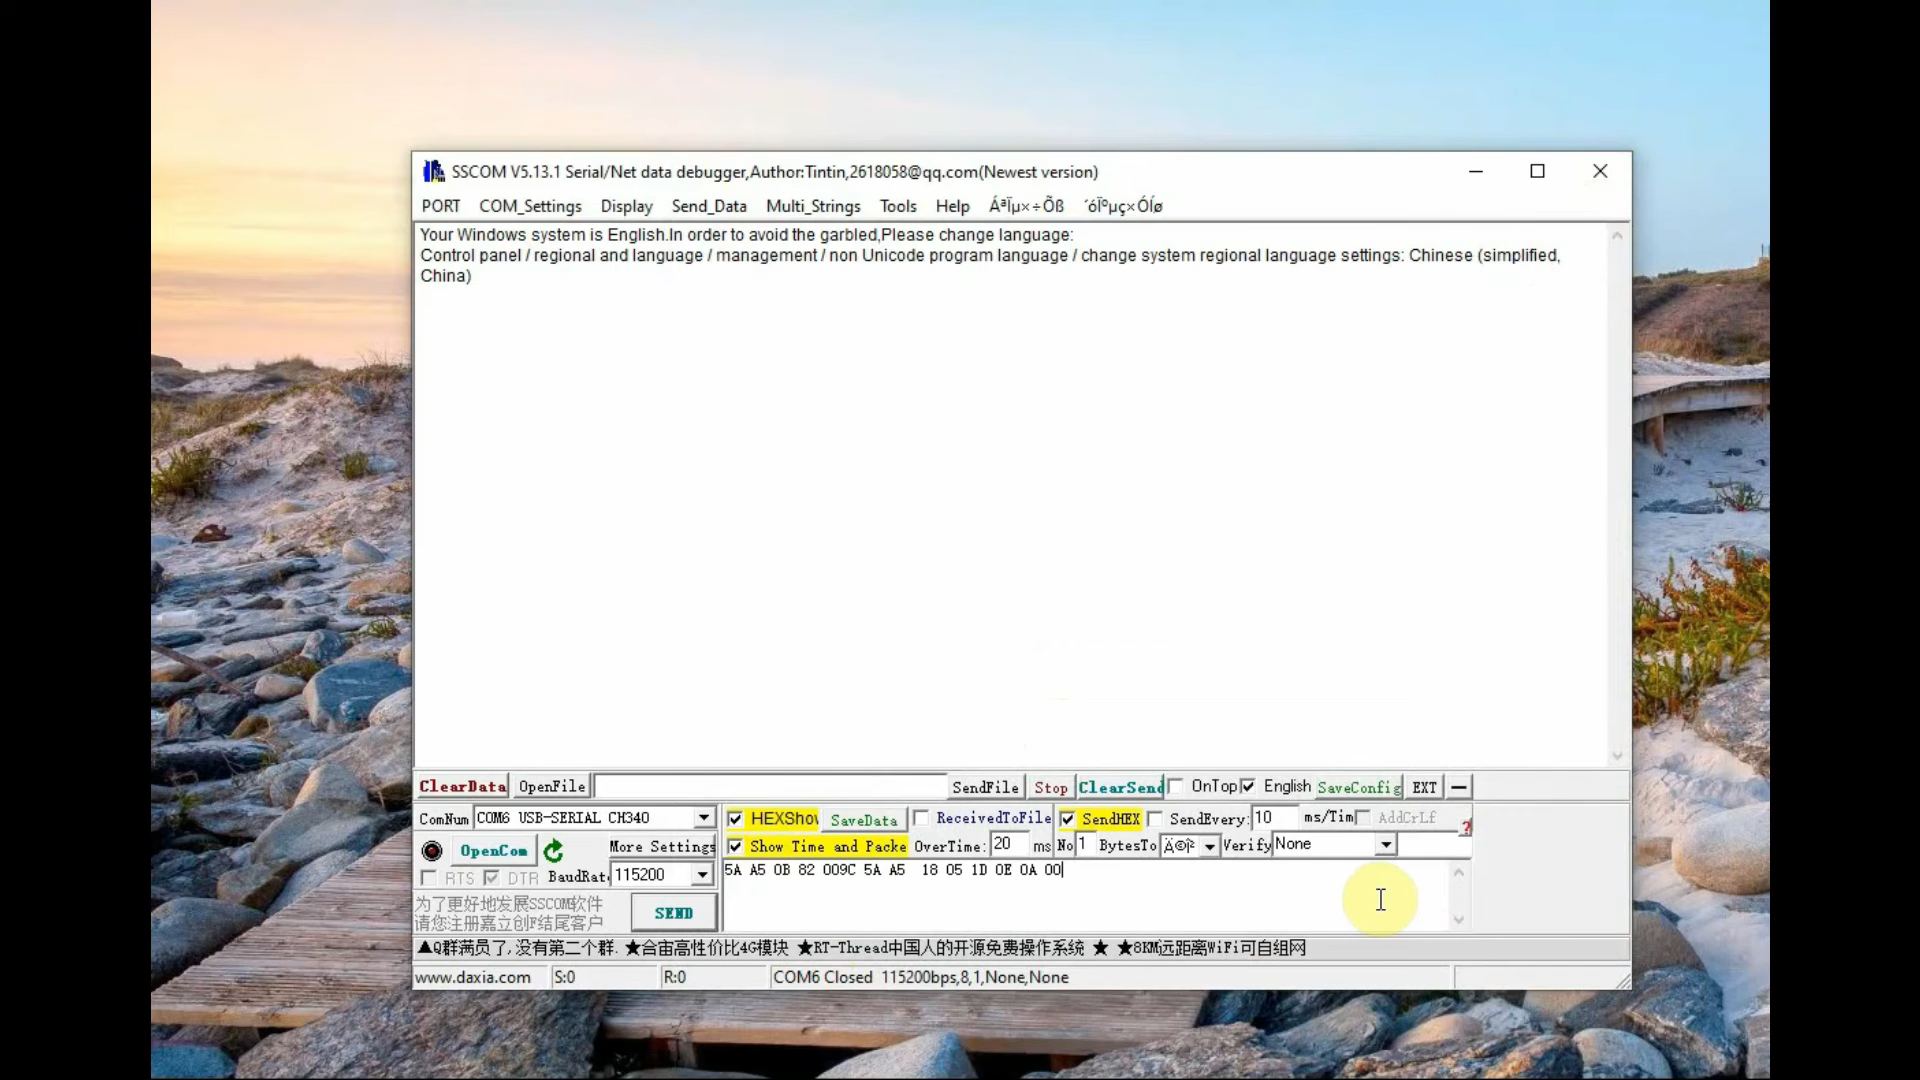 SSCOM V5.13.1 Serial/Net data debugger,Author:Tintin,2618058@qq.com(Newest version)
PORT COM_Settings Display Send_Data Multi_Strings Tools Help ÁªÏµ×÷Õß ´óÏºµç×ÓÍø
Your Windows system is English.In order to avoid the garbled,Please change language:
Control panel / regional and language / management / non Unicode program language / change system regional language settings: Chinese (simplified,
China)
ClearData OpenFile SendFile Stop ClearSend OnTop English SaveConfig EXT —
ComNum COM6 USB-SERIAL CH340 HEXShow SaveData ReceivedToFile SendHEX SendEvery: 10 ms/Tim AddCrLf ?
OpenCom More Settings Show Time and Packe OverTime: 20 ms No 1 BytesTo Verify None
RTS DTR BaudRat: 115200 5A A5 0B 82 009C 5A A5 18 05 1D 0E 0A 00
为了更好地发展SSCOM软件
请您注册嘉立创F结尾客户
SEND
▲Q群满员了,没有第二个群. ★合宙高性价比4G模块 ★RT-Thread中国人的开源免费操作系统 ★ ★8KM远距离WiFi可自组网
www.daxia.com S:0 R:0 COM6 Closed 115200bps,8,1,None,None